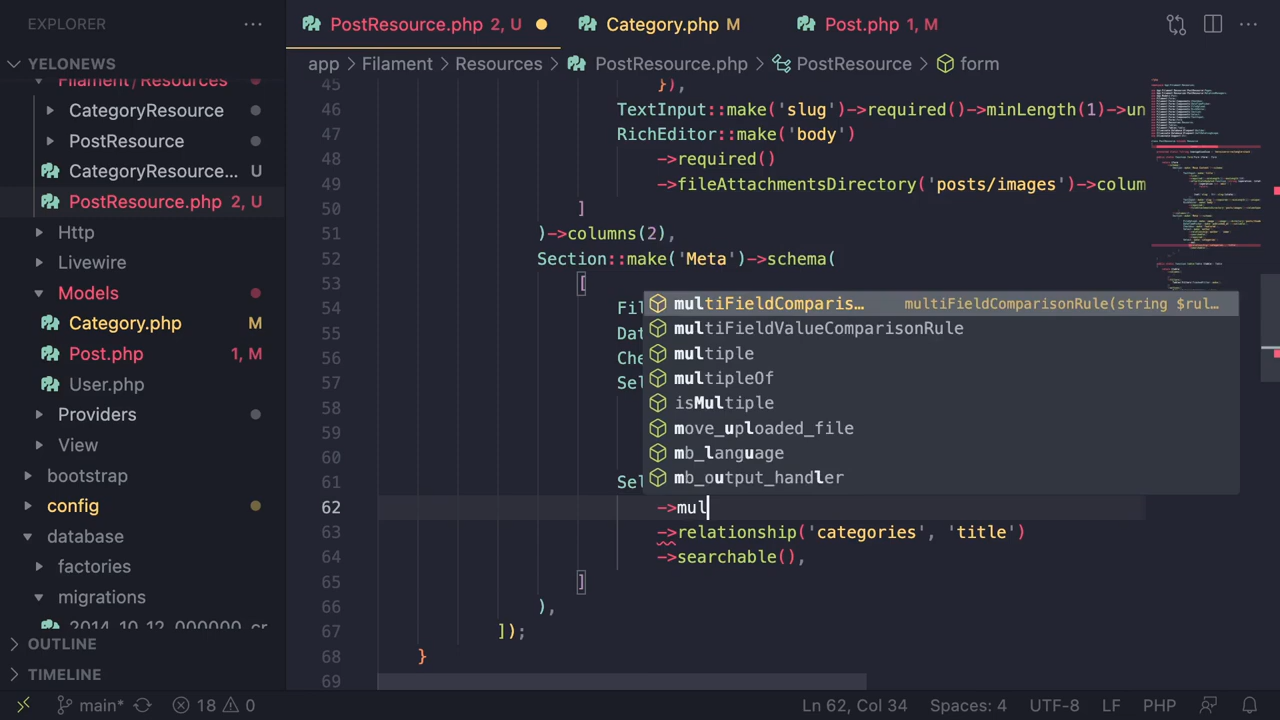 EXPLORER
PostResource.php 2, U
Category.php M
Post.php 1, M
YELONEWS
app > Filament > Resources > PostResource.php > PostResource > form
Filament / Resources
CategoryResource
PostResource
CategoryResource... U
PostResource.php 2, U
Http
Livewire
Models
Category.php M
Post.php 1, M
User.php
Providers
View
bootstrap
config
database
factories
migrations
2014_10_12_000000_cr
OUTLINE
TIMELINE
45 }),
46 TextInput::make('slug')->required()->minLength(1)->un
47 RichEditor::make('body')
48 ->required()
49 ->fileAttachmentsDirectory('posts/images')->colum
50 ]
51 )->columns(2),
52 Section::make('Meta')->schema(
53 [
54 Fil
55 Dat
56 Che
57 Sel
58
59
60
61 Sel
62 ->mul
63 ->relationship('categories', 'title')
64 ->searchable(),
65 ]
66 ),
67 ]);
68 }
69
multiFieldComparis… multiFieldComparisonRule(string $rul…
multiFieldValueComparisonRule
multiple
multipleOf
isMultiple
move_uploaded_file
mb_language
mb_output_handler
main* 18 0 Ln 62, Col 34 Spaces: 4 UTF-8 LF PHP